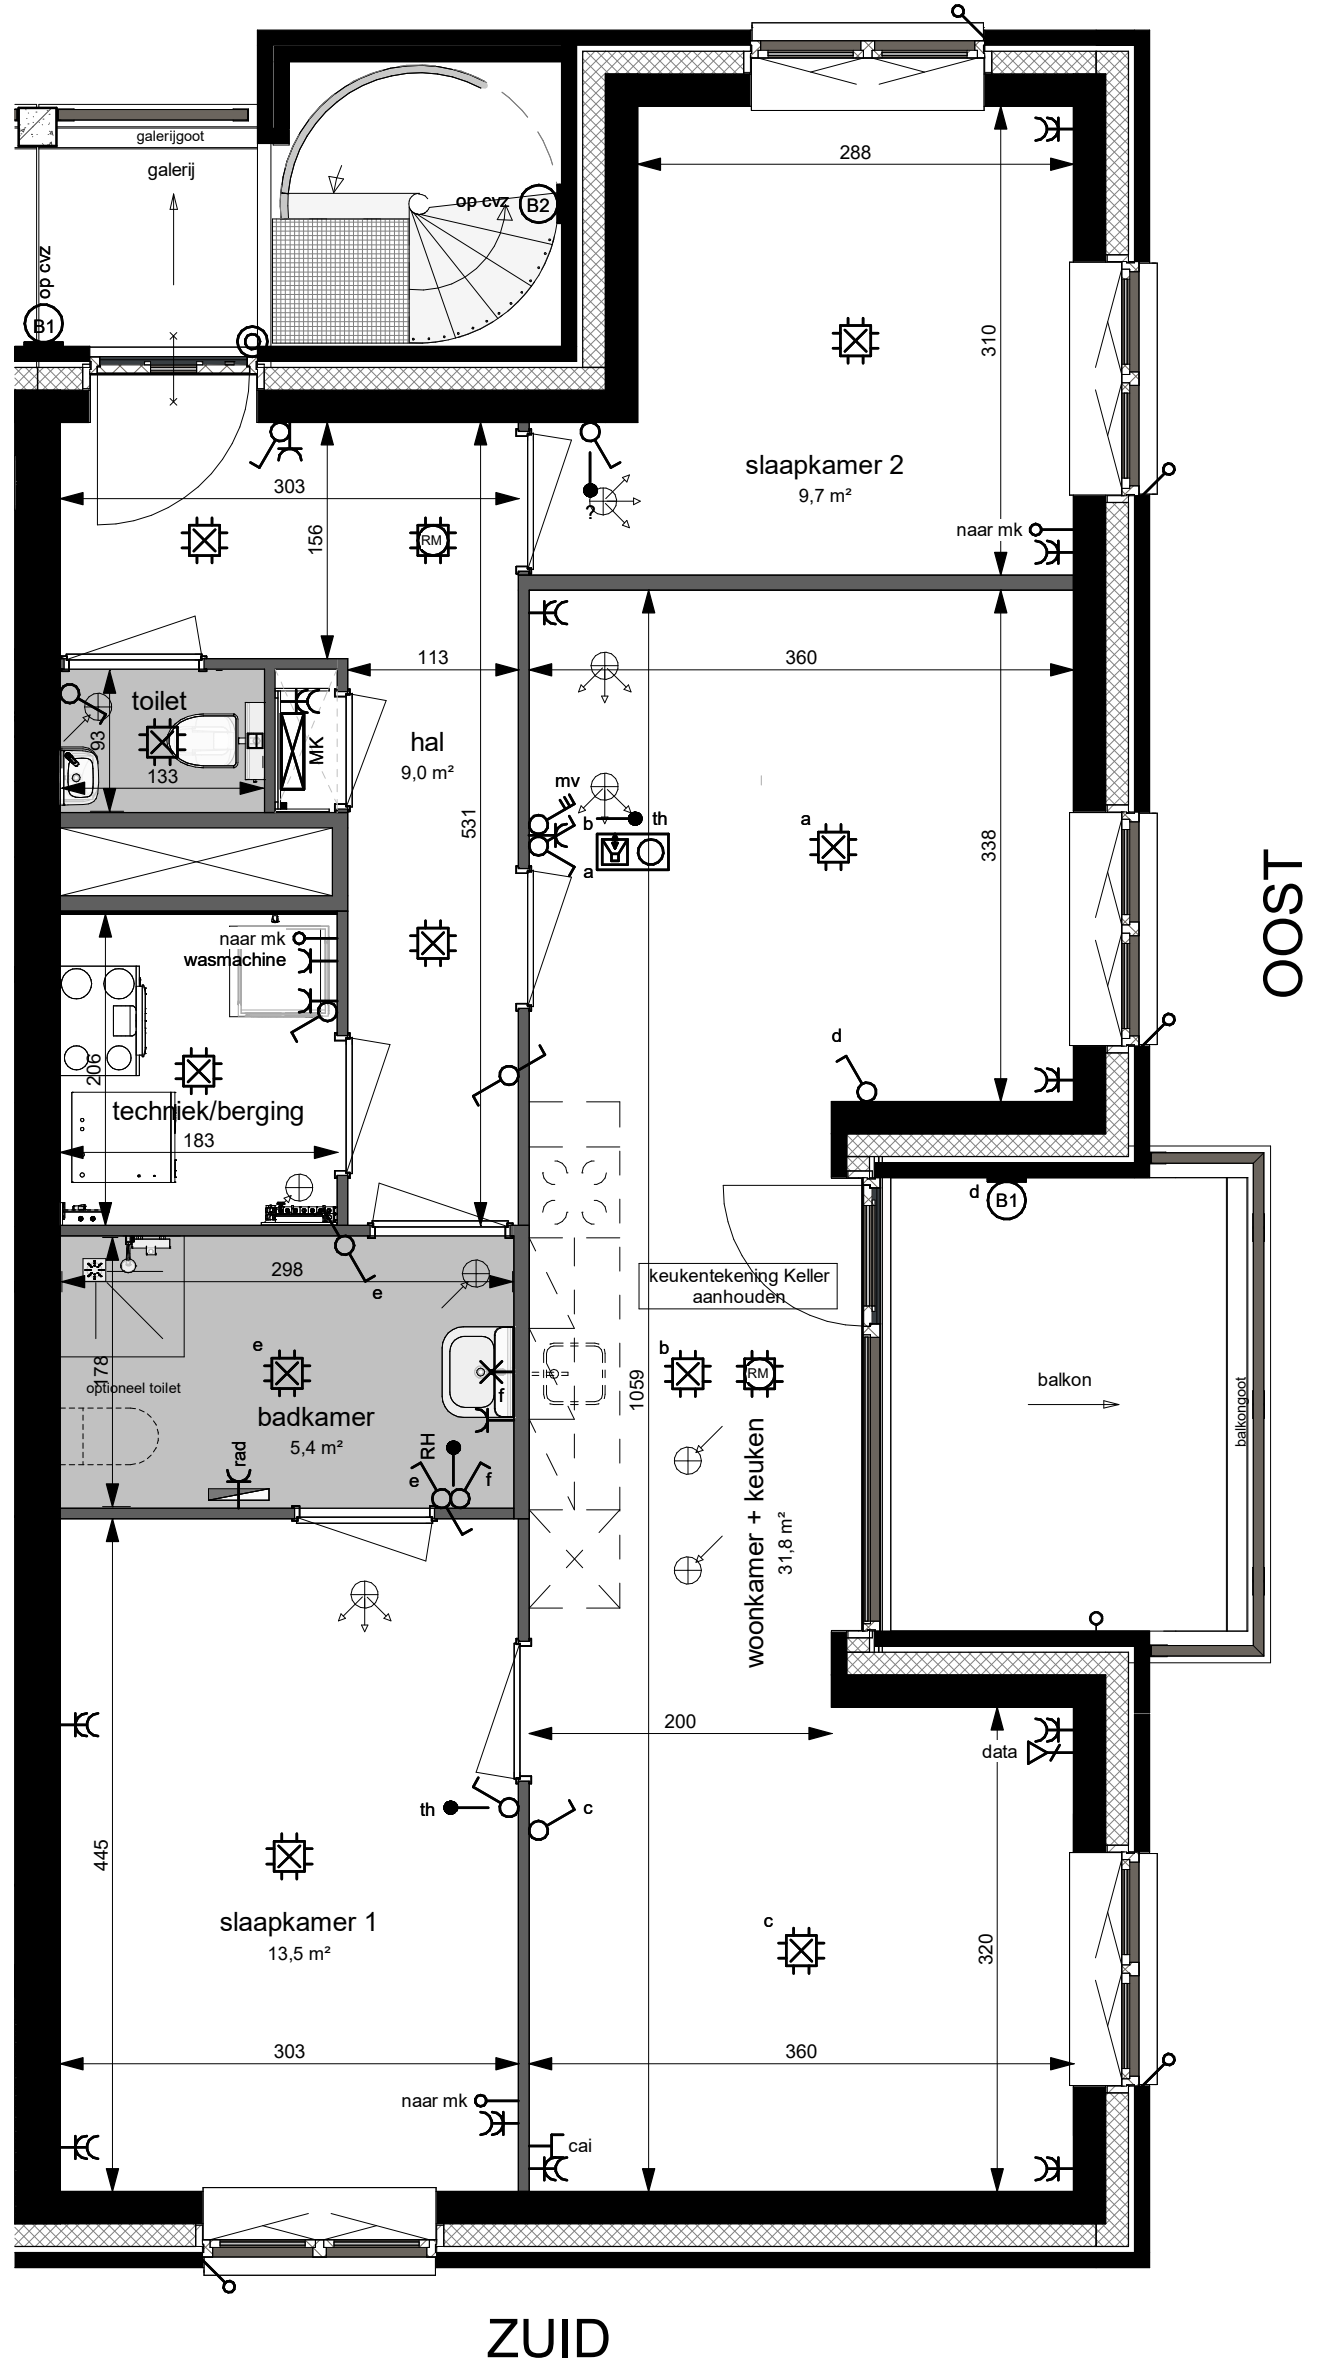 galerijgoot
galerij
op cvz
B1
op cvz
B2
288
310
slaapkamer 2
9,7 m²
naar mk
303
156
RM
?
113
360
toilet
93
133
MK
hal
9,0 m²
531
mv
b
th
a
a
338
OOST
naar mk
wasmachine
206
techniek/berging
183
d
d
B1
298
e
keukentekening Keller
aanhouden
178
optioneel toilet
e
badkamer
5,4 m²
f
rad
RH
e
f
1059
b
RM
woonkamer + keuken
31,8 m²
balkon
balkongoot
200
data
th
c
445
slaapkamer 1
13,5 m²
c
320
303
360
naar mk
cai
ZUID